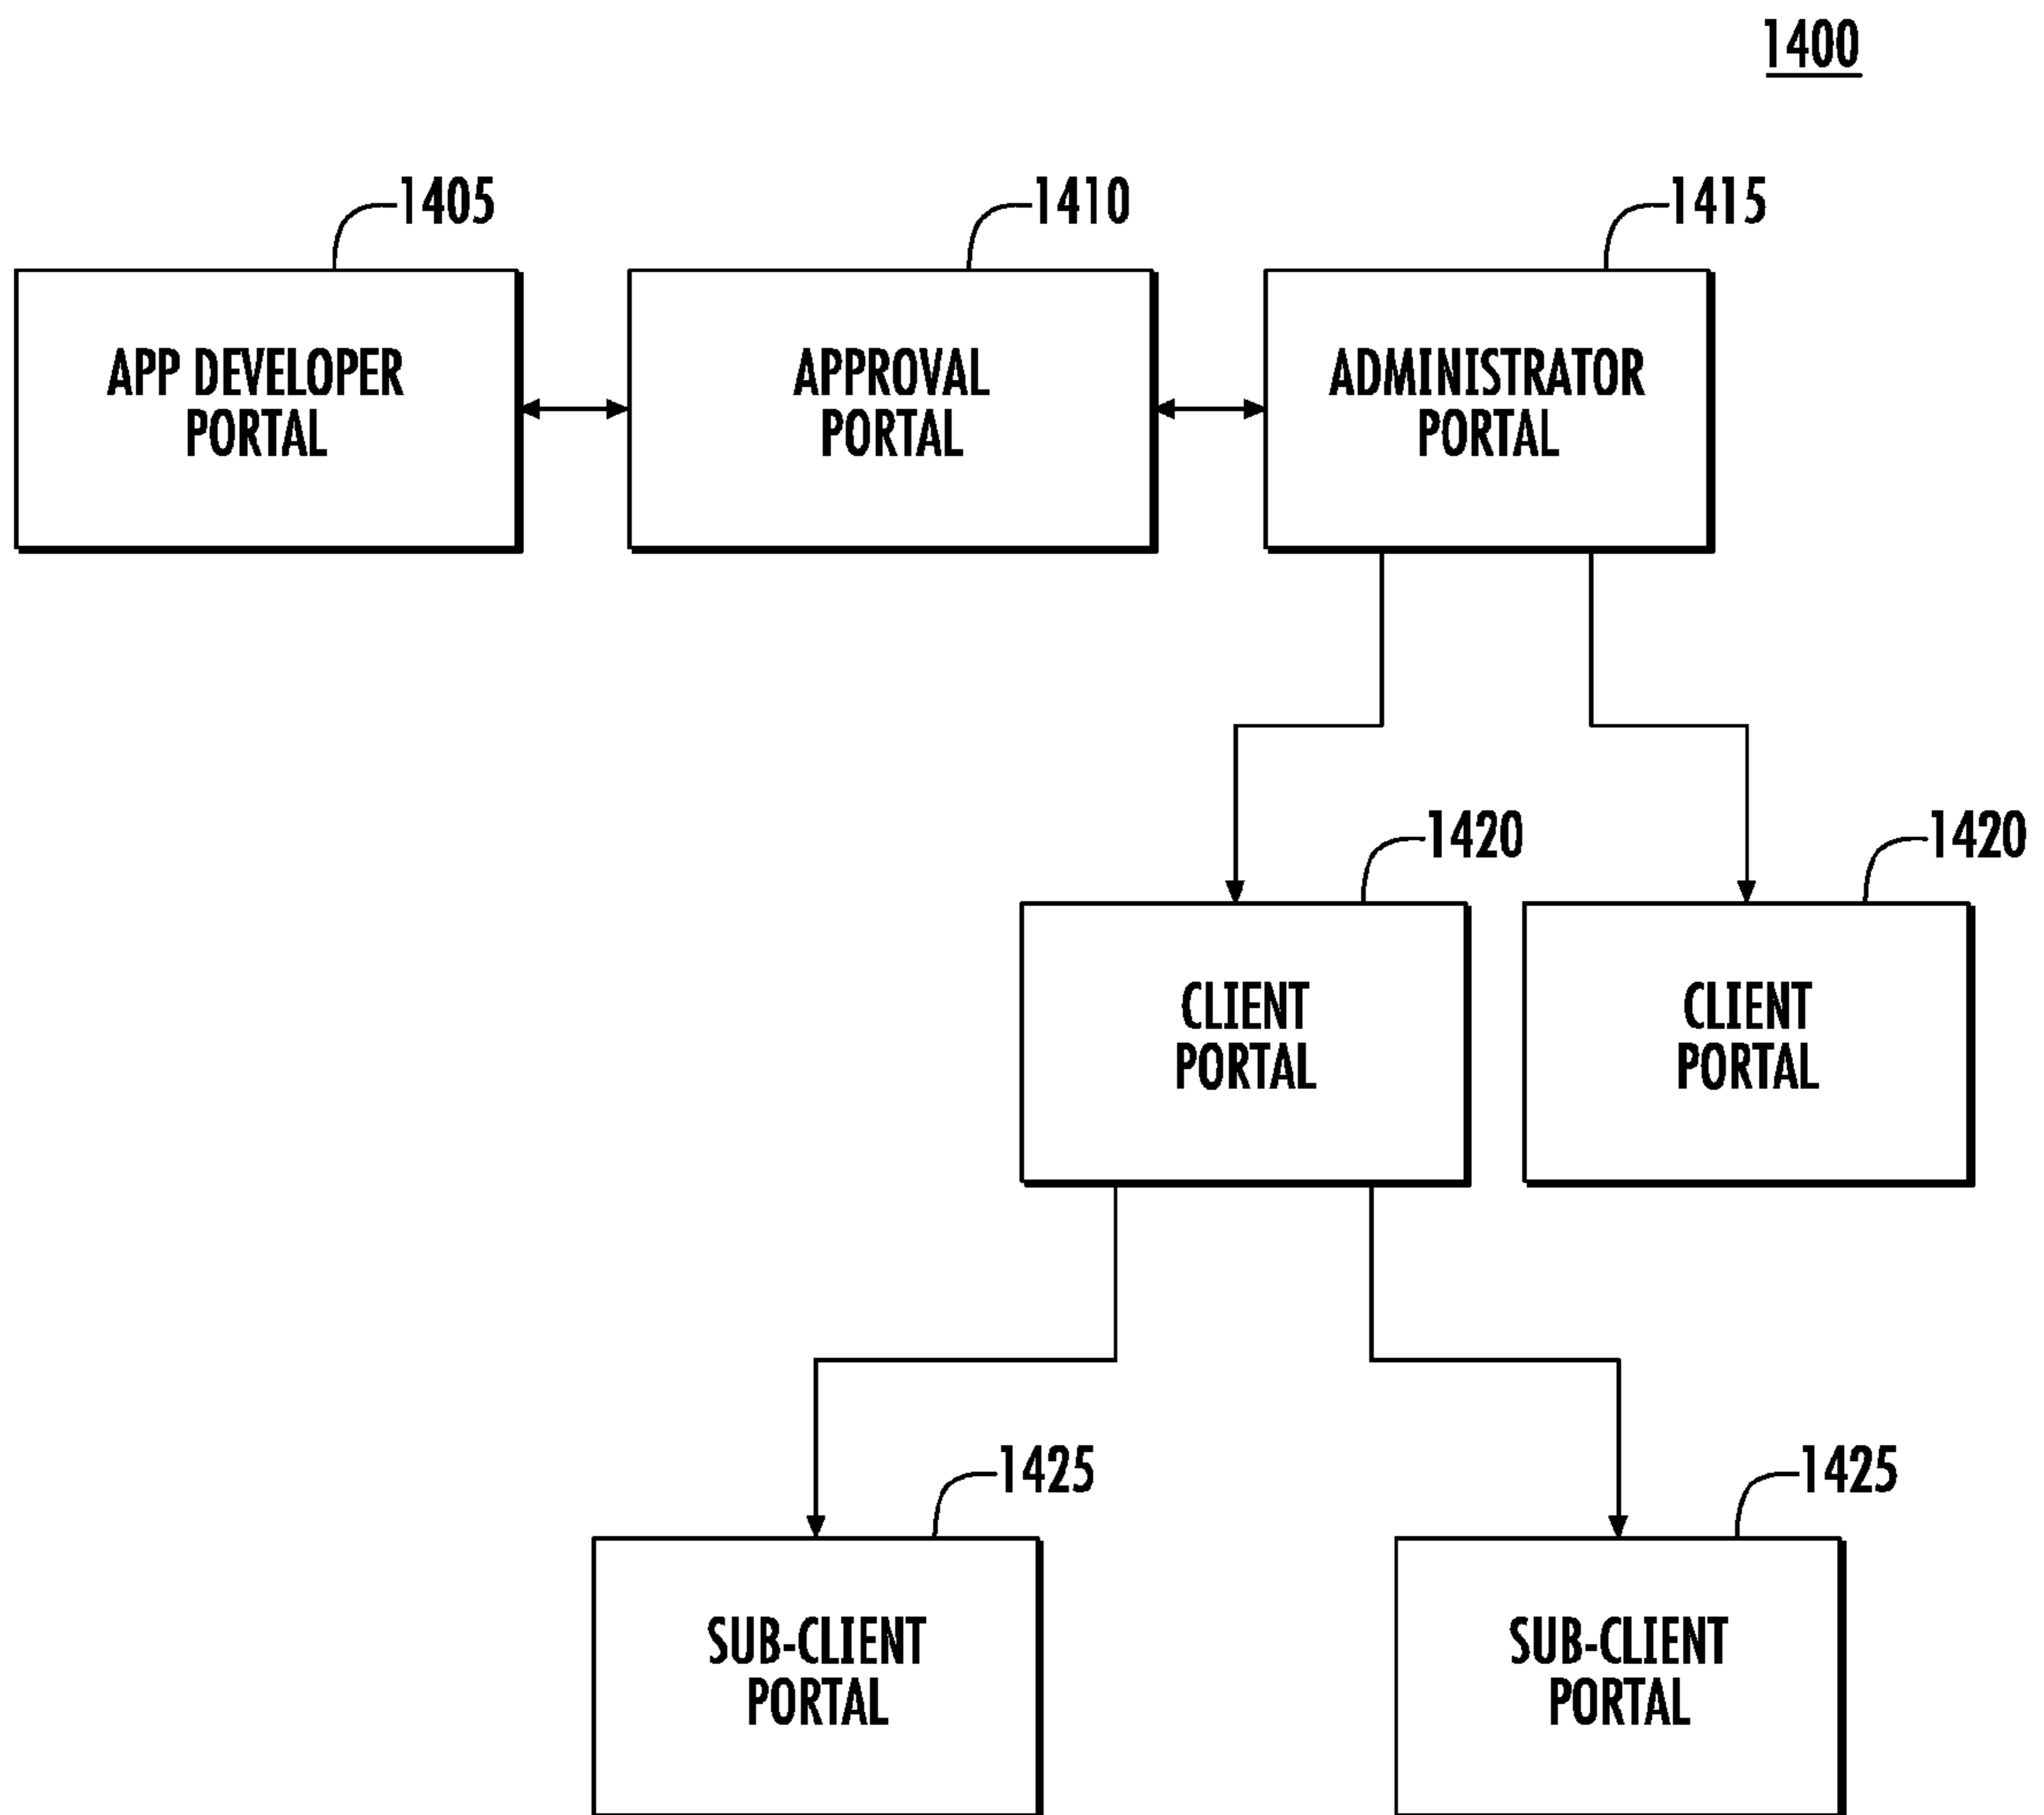 1400
1405
1410
1415
APP DEVELOPER
PORTAL
APPROVAL
PORTAL
ADMINISTRATOR
PORTAL
1420
1420
CLIENT
PORTAL
CLIENT
PORTAL
1425
1425
SUB-CLIENT
PORTAL
SUB-CLIENT
PORTAL